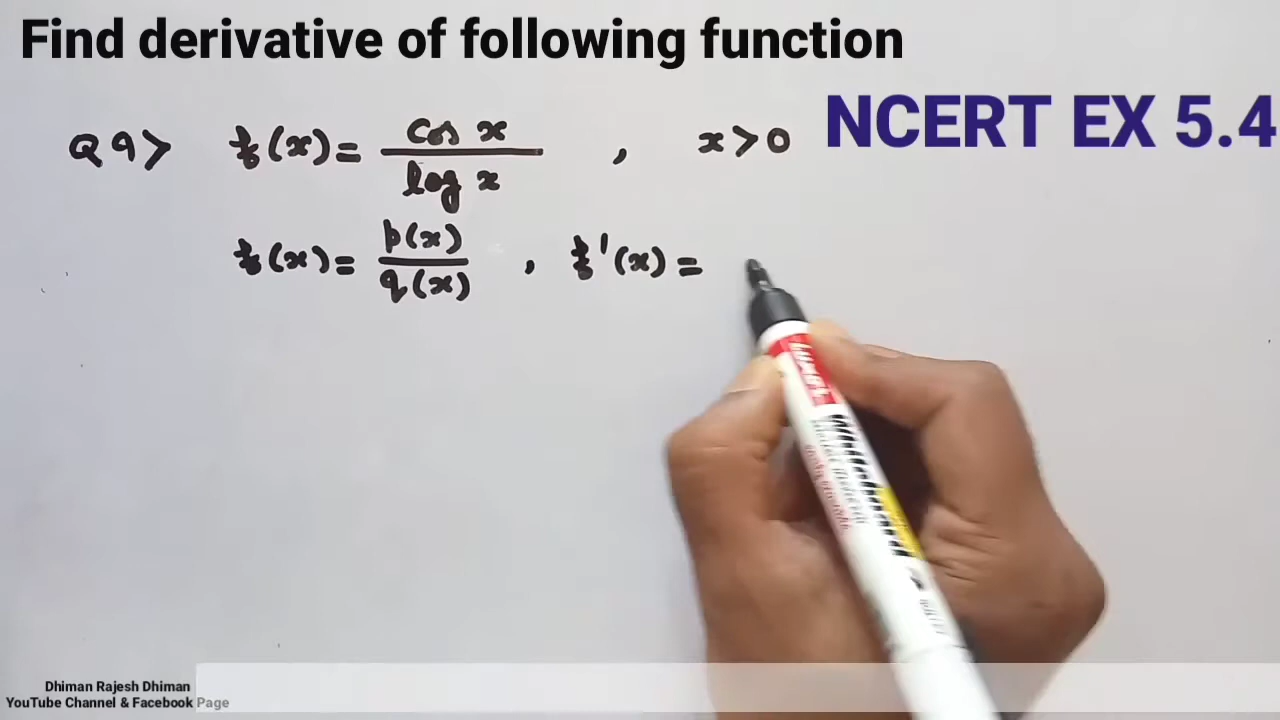 Find derivative of following function
NCERT EX 5.4
Q 9> f(x) = cos x / log x , x > 0
f(x) = p(x) / q(x) , f'(x) =
Dhiman Rajesh Dhiman
YouTube Channel & Facebook Page